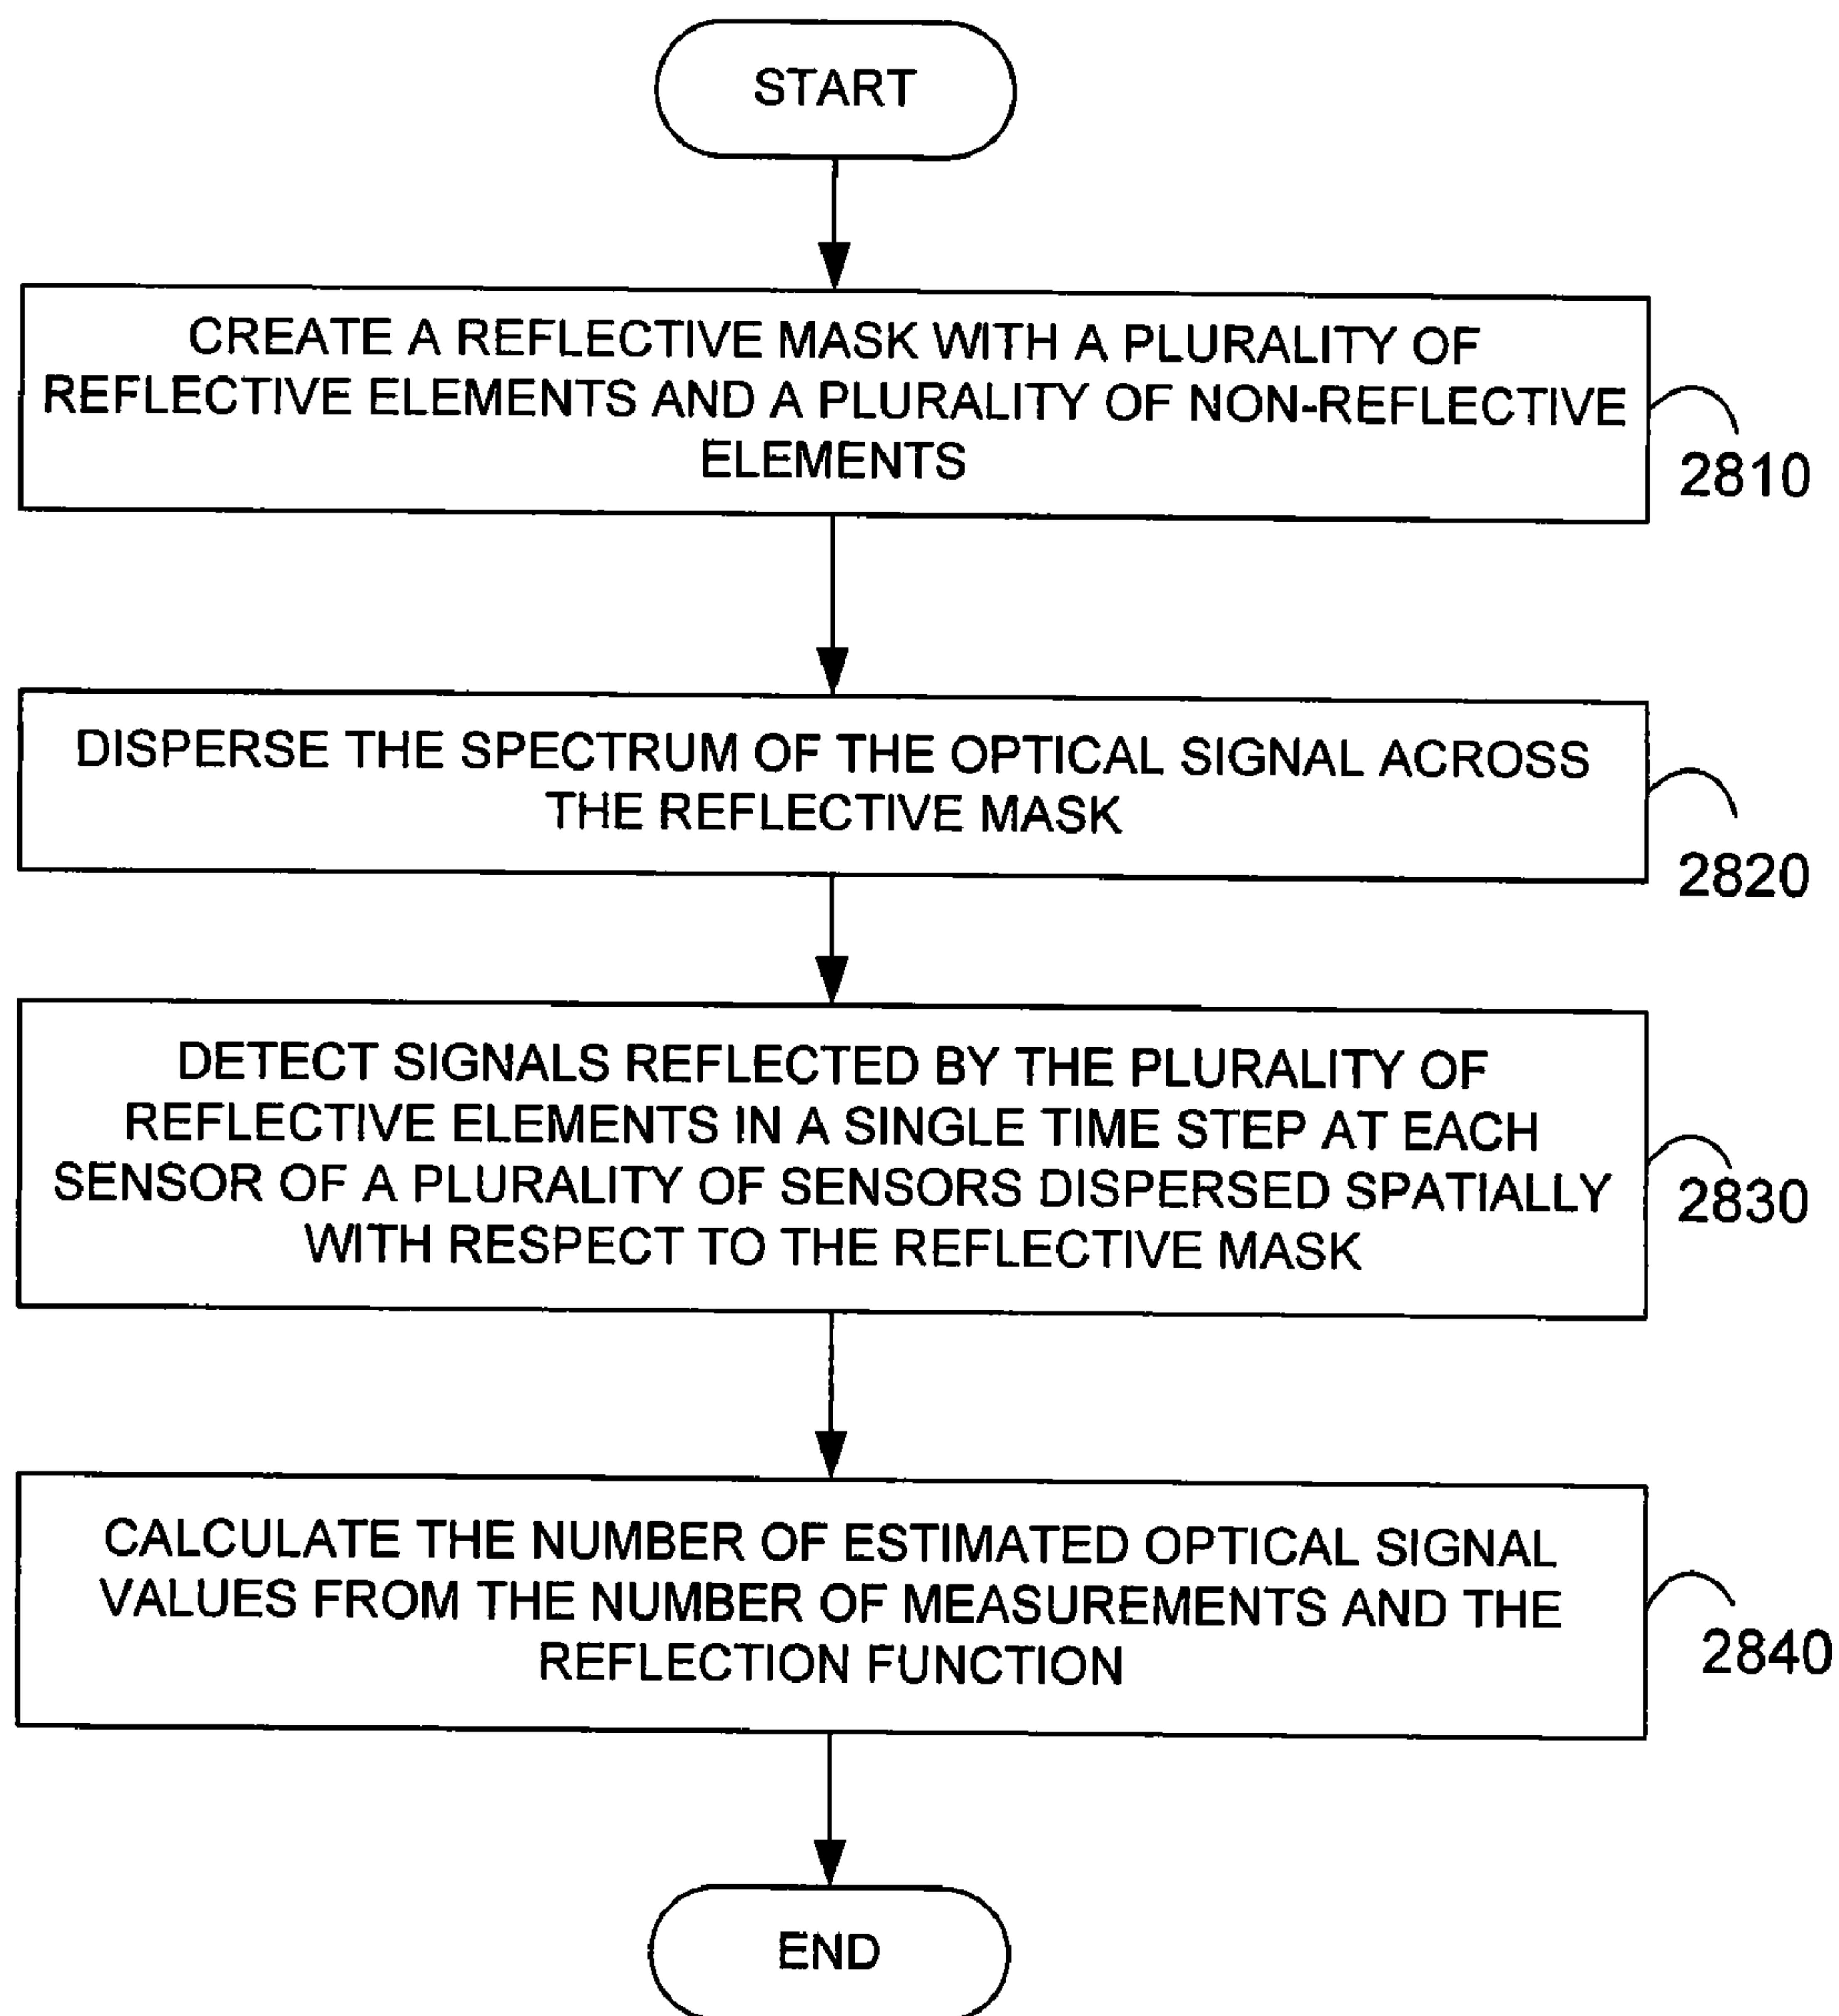 START
CREATE A REFLECTIVE MASK WITH A PLURALITY OF
REFLECTIVE ELEMENTS AND A PLURALITY OF NON-REFLECTIVE
ELEMENTS
2810
DISPERSE THE SPECTRUM OF THE OPTICAL SIGNAL ACROSS
THE REFLECTIVE MASK
2820
DETECT SIGNALS REFLECTED BY THE PLURALITY OF
REFLECTIVE ELEMENTS IN A SINGLE TIME STEP AT EACH
SENSOR OF A PLURALITY OF SENSORS DISPERSED SPATIALLY
WITH RESPECT TO THE REFLECTIVE MASK
2830
CALCULATE THE NUMBER OF ESTIMATED OPTICAL SIGNAL
VALUES FROM THE NUMBER OF MEASUREMENTS AND THE
REFLECTION FUNCTION
2840
END